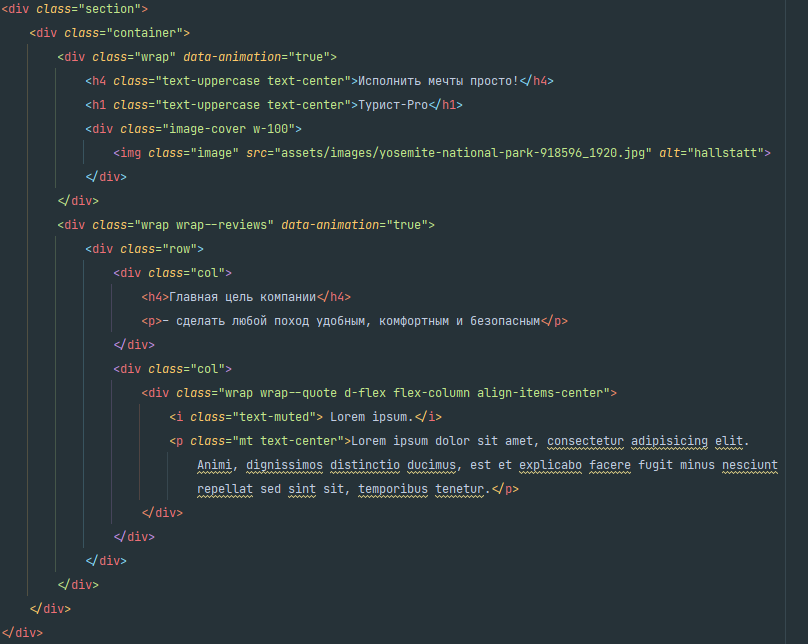 <div class="section">
<div class="container">
<div class="wrap" data-animation="true">
<h4 class="text-uppercase text-center">Исполнить мечты просто!</h4>
<h1 class="text-uppercase text-center">Турист-Pro</h1>
<div class="image-cover w-100">
<img class="image" src="assets/images/yosemite-national-park-918596_1920.jpg" alt="hallstatt">
</div>
</div>
<div class="wrap wrap--reviews" data-animation="true">
<div class="row">
<div class="col">
<h4>Главная цель компании</h4>
<p>– сделать любой поход удобным, комфортным и безопасным</p>
</div>
<div class="col">
<div class="wrap wrap--quote d-flex flex-column align-items-center">
<i class="text-muted"> Lorem ipsum.</i>
<p class="mt text-center">Lorem ipsum dolor sit amet, consectetur adipisicing elit.
Animi, dignissimos distinctio ducimus, est et explicabo facere fugit minus nesciunt
repellat sed sint sit, temporibus tenetur.</p>
</div>
</div>
</div>
</div>
</div>
</div>